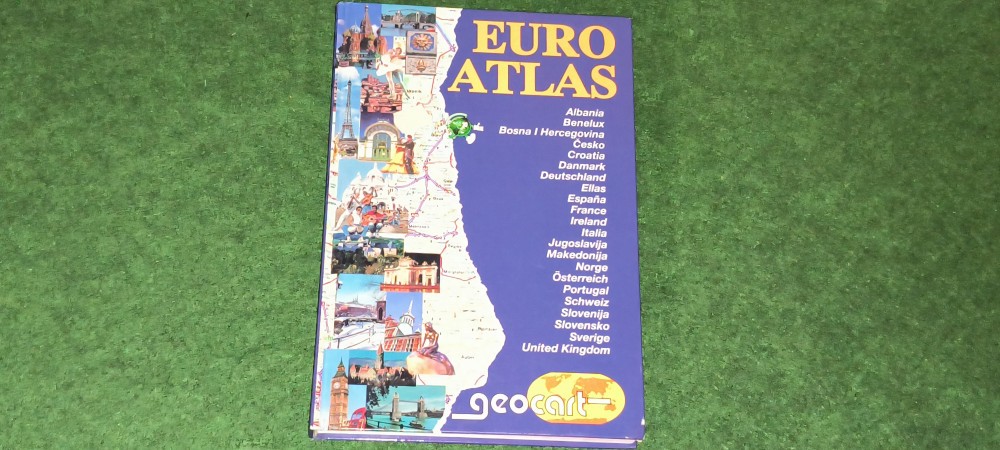 EURO
ATLAS
Albania
Benelux
Bosna I Hercegovina
Česko
Croatia
Danmark
Deutschland
Ellas
España
France
Ireland
Italia
Jugoslavija
Makedonija
Norge
Österreich
Portugal
Schweiz
Slovenija
Slovensko
Sverige
United Kingdom
geocart